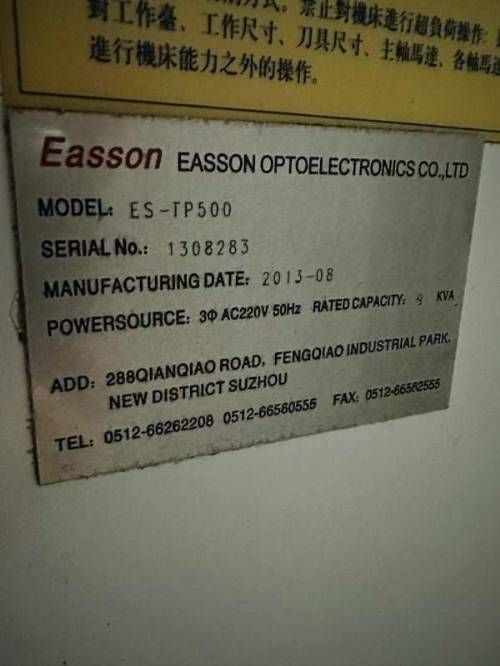 對工作臺、工作尺寸、刀具尺寸、主軸馬達、各軸馬達
進行機床能力之外的操作。
Easson EASSON OPTOELECTRONICS CO.,LTD
MODEL: ES-TP500
SERIAL No.: 1308283
MANUFACTURING DATE: 2013-08
POWERSOURCE: 3Φ AC220V 50Hz RATED CAPACITY: 9 KVA
ADD: 288QIANQIAO ROAD, FENGQIAO INDUSTRIAL PARK,
NEW DISTRICT SUZHOU
TEL: 0512-66262208 0512-66560555 FAX: 0512-66562555